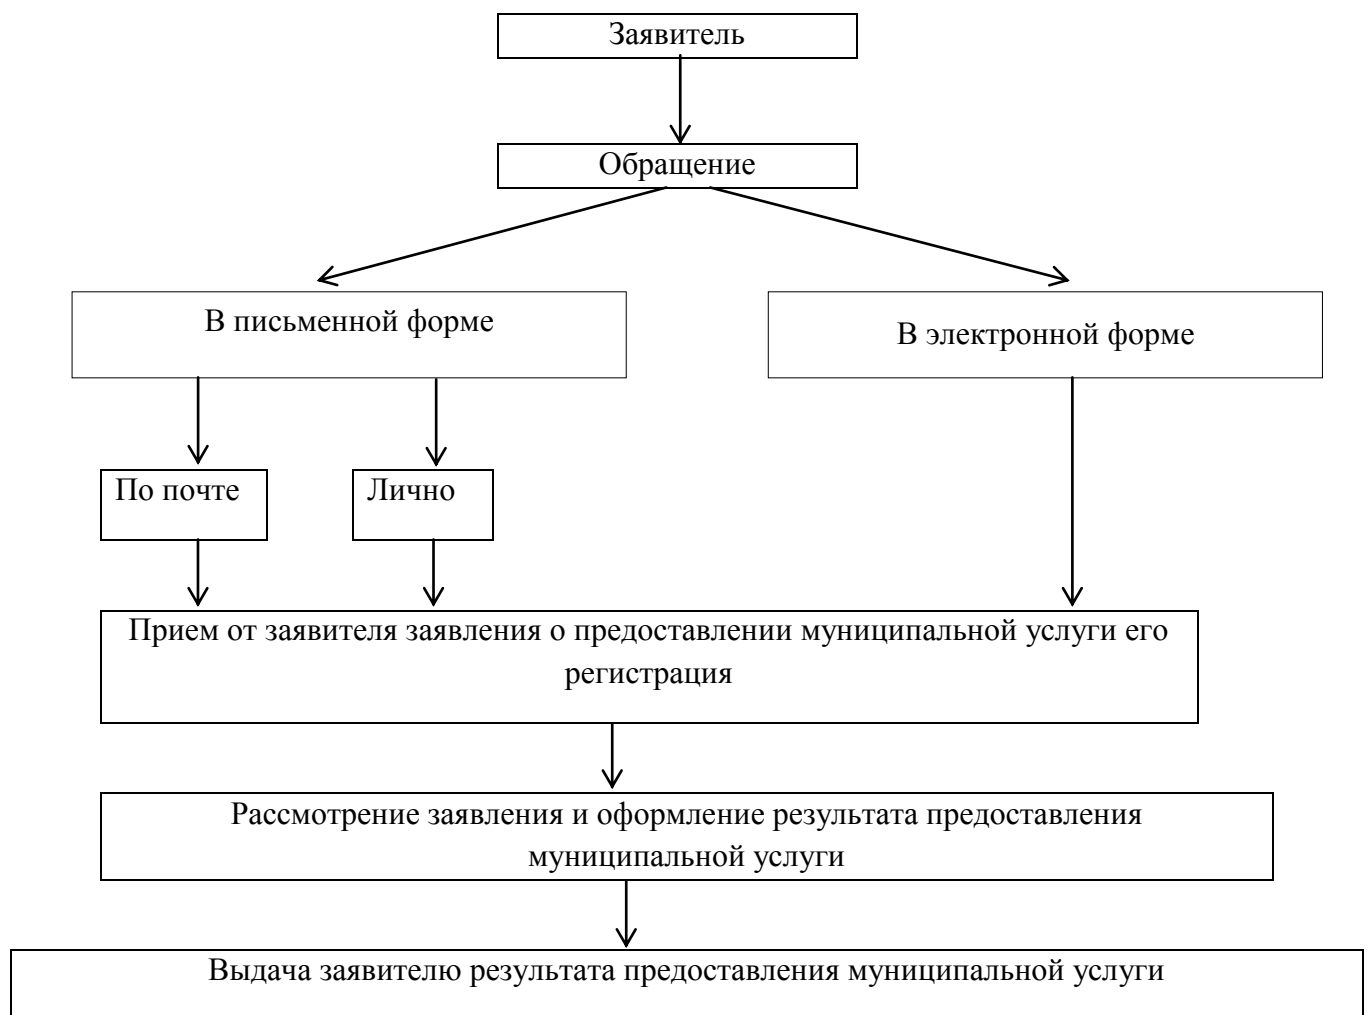 Заявитель
Обращение
В письменной форме
В электронной форме
По почте
Лично
Прием от заявителя заявления о предоставлении муниципальной услуги его
регистрация
Рассмотрение заявления и оформление результата предоставления
муниципальной услуги
Выдача заявителю результата предоставления муниципальной услуги